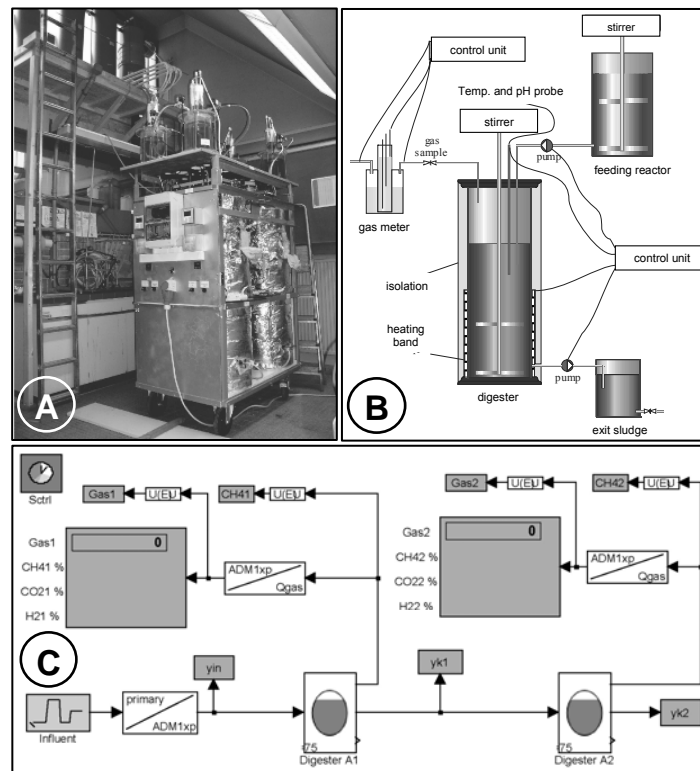 A
B
stirrer
control unit
Temp. and pH probe
stirrer
gas
sample
pump
feeding reactor
gas meter
control unit
isolation
heating
band
pump
digester
exit sludge
C
Sctrl
Gas1
U(E)
CH41
U(E)
Gas1
0
CH41 %
CO21 %
H21 %
ADM1xp
Qgas
Gas2
U(E)
CH42
U(E)
Gas2
0
CH42 %
CO22 %
H22 %
ADM1xp
Qgas
yin
yk1
yk2
Influent
primary
ADM1xp
75
Digester A1
75
Digester A2